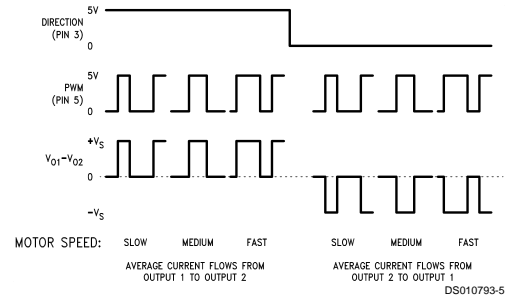 DIRECTION
(PIN 3)
5V
0
PWM
(PIN 5)
5V
0
V01–V02
+VS
0
–VS
MOTOR SPEED: SLOW MEDIUM FAST SLOW MEDIUM FAST
AVERAGE CURRENT FLOWS FROM
OUTPUT 1 TO OUTPUT 2
AVERAGE CURRENT FLOWS FROM
OUTPUT 2 TO OUTPUT 1
DS010793-5